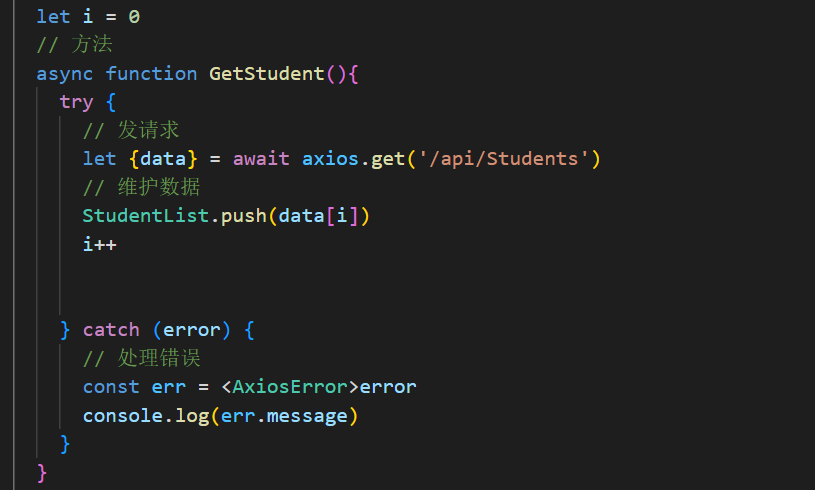 let i = 0
// 方法
async function GetStudent(){
try {
// 发请求
let {data} = await axios.get('/api/Students')
// 维护数据
StudentList.push(data[i])
i++
} catch (error) {
// 处理错误
const err = <AxiosError>error
console.log(err.message)
}
}